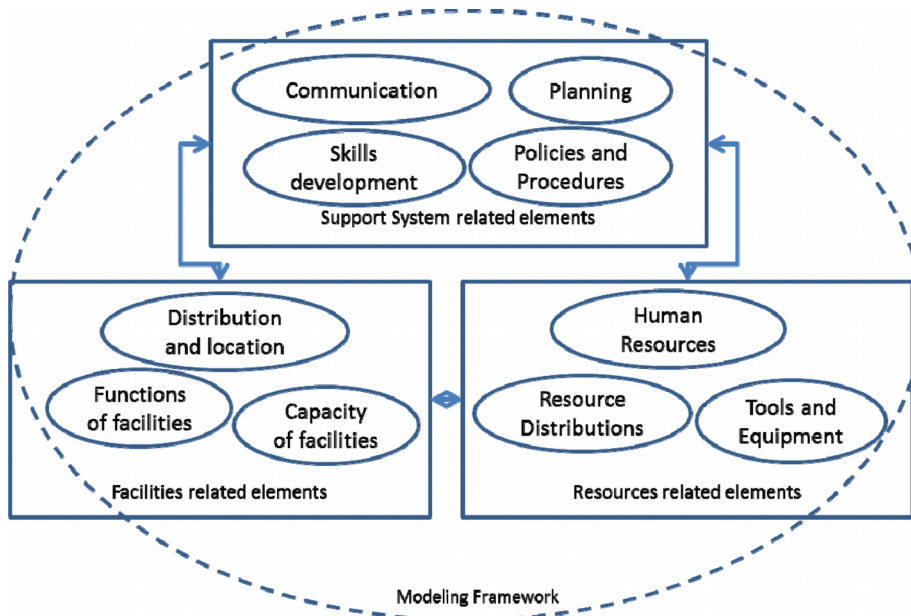 Communication
Planning
Skills
development
Policies and
Procedures
Support System related elements
Distribution
and location
Functions
of facilities
Capacity
of facilities
Facilities related elements
Human
Resources
Resource
Distributions
Tools and
Equipment
Resources related elements
Modeling Framework